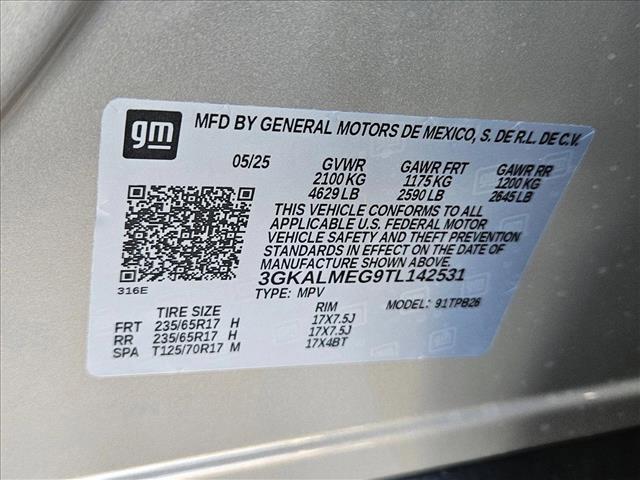 gm
MFD BY GENERAL MOTORS DE MEXICO, S. DE R.L. DE C.V.
05/25 GVWR GAWR FRT GAWR RR
2100 KG 1175 KG 1200 KG
4629 LB 2590 LB 2645 LB
THIS VEHICLE CONFORMS TO ALL
APPLICABLE U.S. FEDERAL MOTOR
VEHICLE SAFETY AND THEFT PREVENTION
STANDARDS IN EFFECT ON THE DATE OF
MANUFACTURE SHOWN ABOVE.
3GKALMEG9TL142531
316E TYPE: MPV MODEL: 91TPB26
TIRE SIZE RIM
FRT 235/65R17 H 17X7.5J
RR 235/65R17 H 17X7.5J
SPA T125/70R17 M 17X4BT